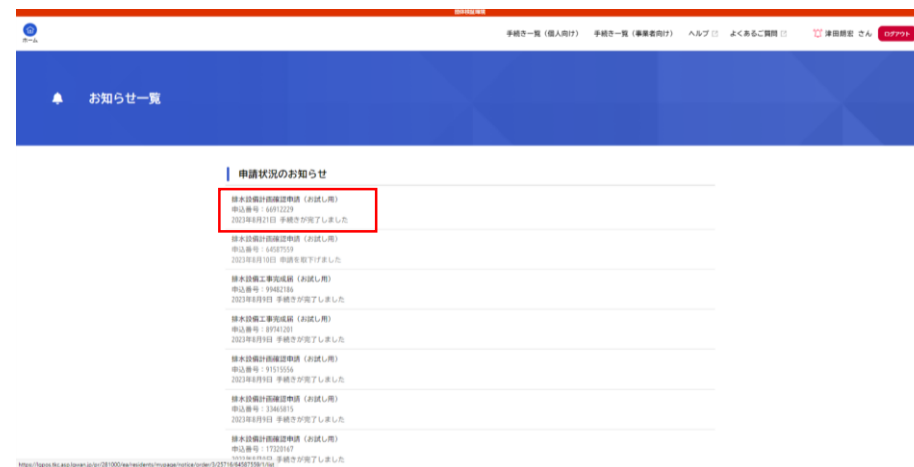 ホーム
手続き一覧(個人向け) 手続き一覧(事業者向け) ヘルプ よくあるご質問 さん ログアウト
お知らせ一覧
申請状況のお知らせ
排水設備計画確認申請(お試し用)
申込番号:66912229
2023年8月21日 手続きが完了しました
排水設備計画確認申請(お試し用)
申込番号:64587559
2023年8月10日 申請を取下げました
排水設備工事完成届(お試し用)
申込番号:99482186
2023年8月9日 手続きが完了しました
排水設備工事完成届(お試し用)
申込番号:89741201
2023年8月9日 手続きが完了しました
排水設備計画確認申請(お試し用)
申込番号:91515556
2023年8月9日 手続きが完了しました
排水設備計画確認申請(お試し用)
申込番号:33465815
2023年8月9日 手続きが完了しました
排水設備計画確認申請(お試し用)
申込番号:17320167
手続きが完了しました